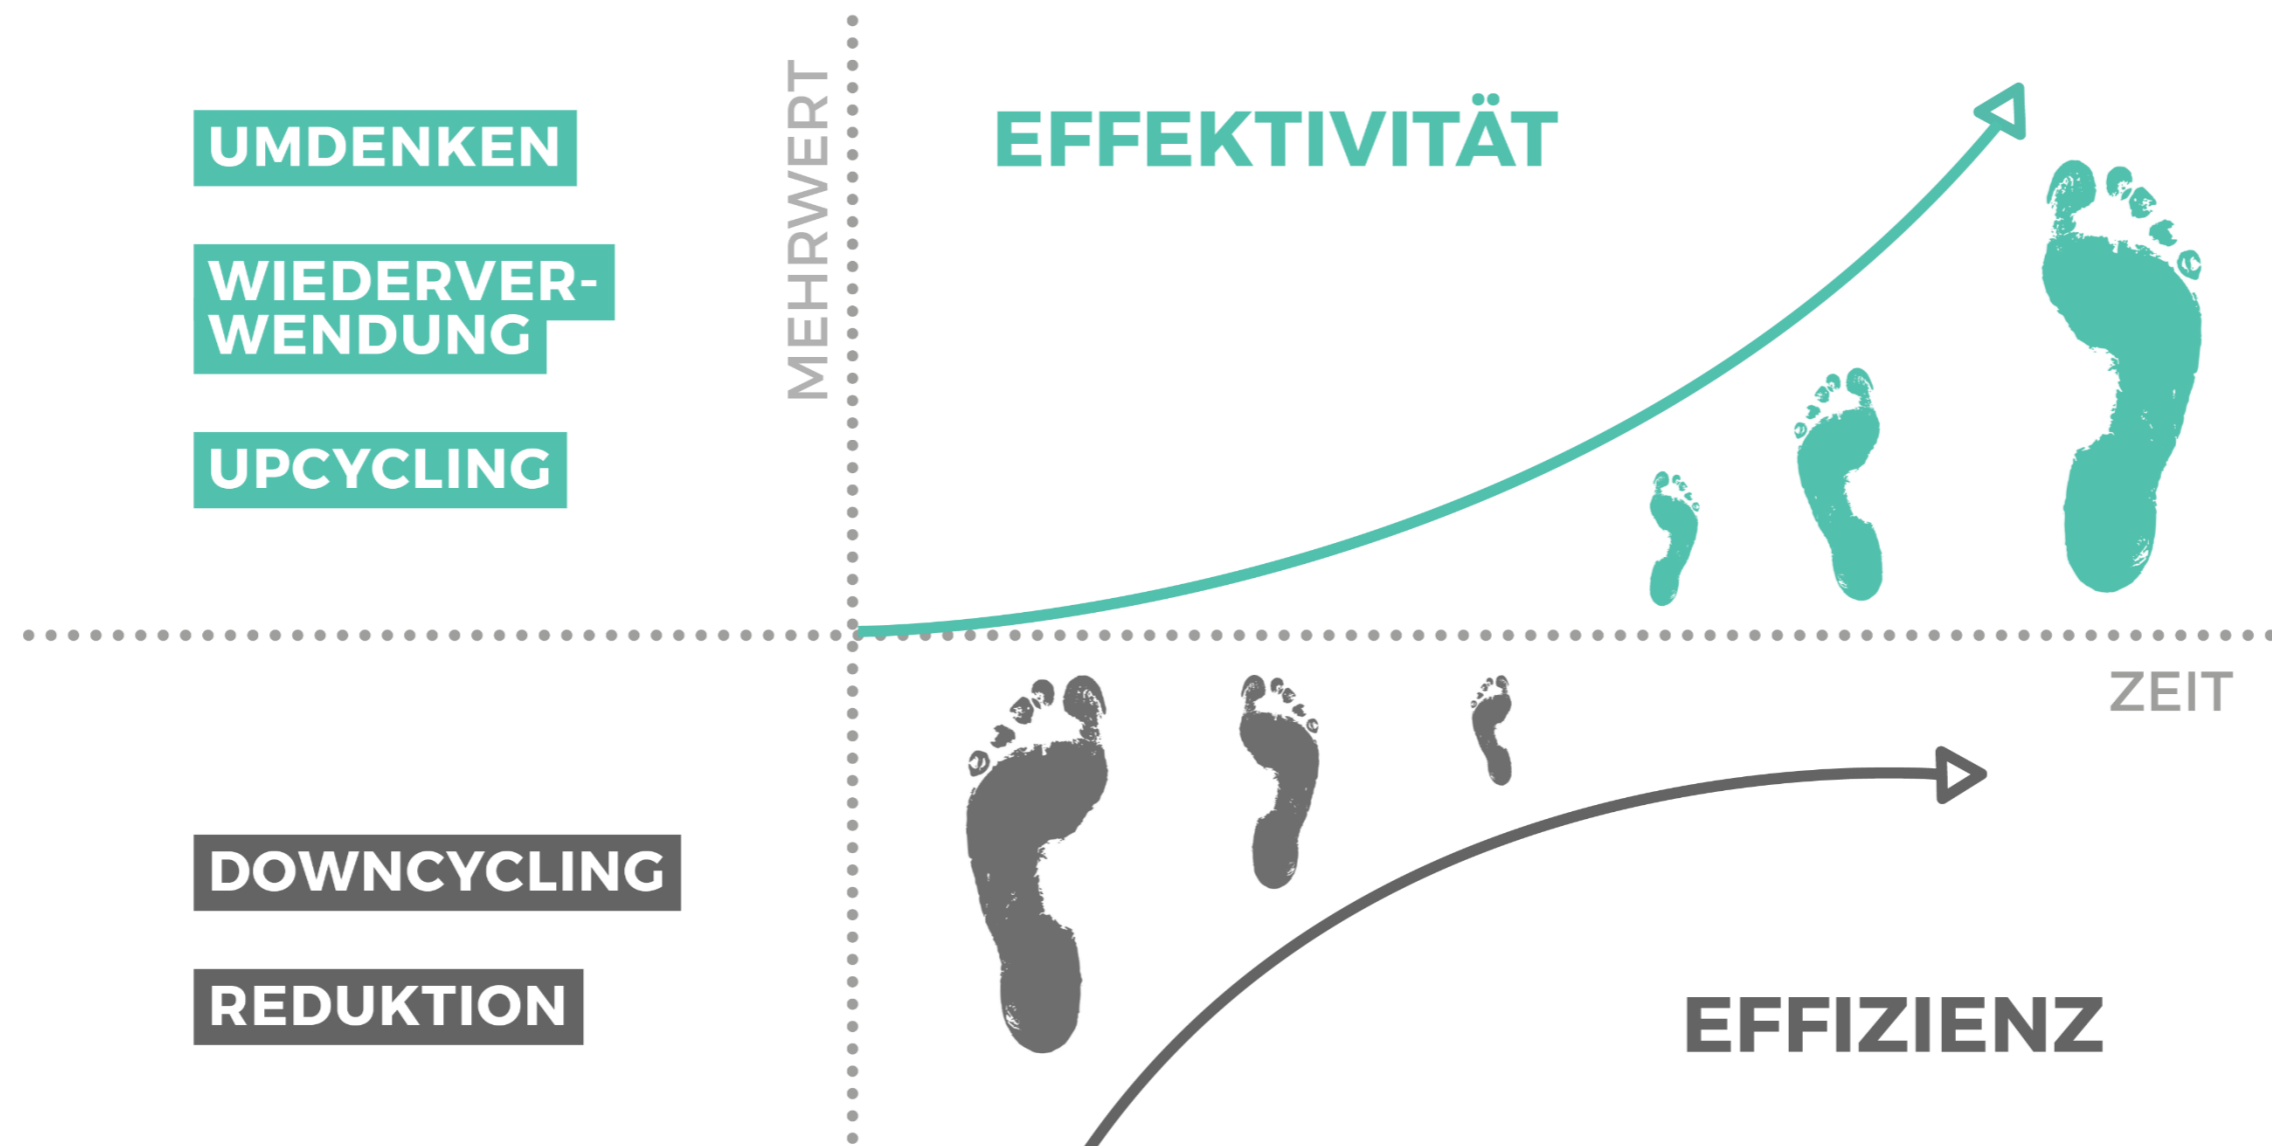 UMDENKEN
WIEDERVER-
WENDUNG
UPCYCLING
DOWNCYCLING
REDUKTION
MEHRWERT
EFFEKTIVITÄT
ZEIT
EFFIZIENZ